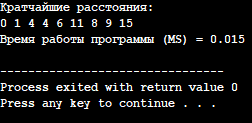 Кратчайшие расстояния:
0 1 4 4 6 11 8 9 15
Время работы программы (MS) = 0.015
--------------------------------
Process exited with return value 0
Press any key to continue . . .